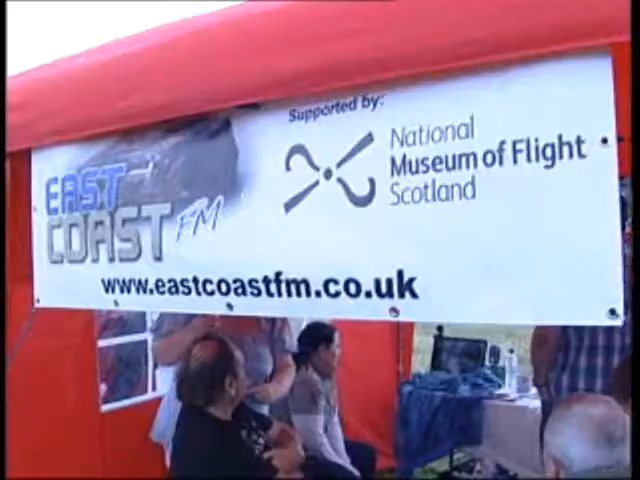 EAST
COAST FM
Supported by:
National
Museum of Flight
Scotland
www.eastcoastfm.co.uk